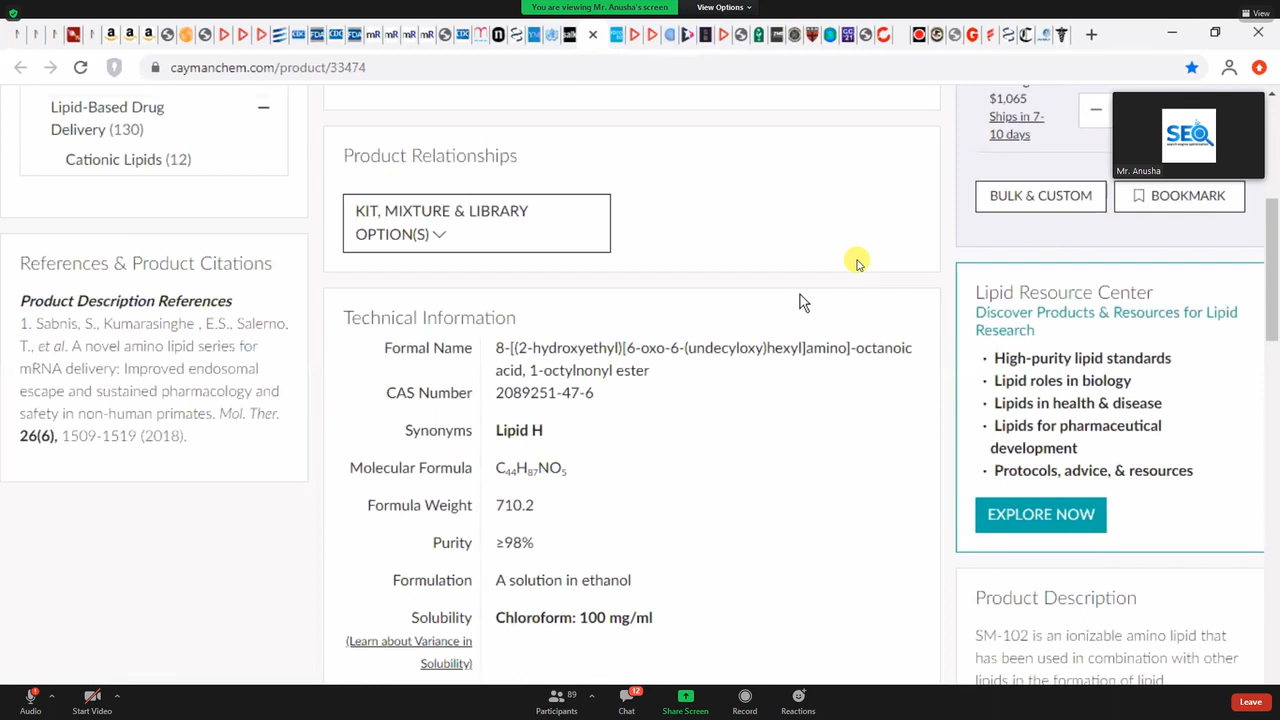 You are viewing Mr. Anusha's screen
View Options
View
caymanchem.com/product/33474
Lipid-Based Drug
Delivery (130)
Cationic Lipids (12)
References & Product Citations
Product Description References
1. Sabnis, S., Kumarasinghe , E.S., Salerno,
T., et al. A novel amino lipid series for
mRNA delivery: Improved endosomal
escape and sustained pharmacology and
safety in non-human primates. Mol. Ther.
26(6), 1509-1519 (2018).
Product Relationships
KIT, MIXTURE & LIBRARY
OPTION(S)
Technical Information
Formal Name 8-[(2-hydroxyethyl)[6-oxo-6-(undecyloxy)hexyl]amino]-octanoic
acid, 1-octylnonyl ester
CAS Number 2089251-47-6
Synonyms Lipid H
Molecular Formula C₄₄H₈₇NO₅
Formula Weight 710.2
Purity ≥98%
Formulation A solution in ethanol
Solubility Chloroform: 100 mg/ml
(Learn about Variance in
Solubility)
$1,065
Ships in 7-
10 days
SEO
Mr. Anusha
BULK & CUSTOM
BOOKMARK
Lipid Resource Center
Discover Products & Resources for Lipid
Research
· High-purity lipid standards
· Lipid roles in biology
· Lipids in health & disease
· Lipids for pharmaceutical
development
· Protocols, advice, & resources
EXPLORE NOW
Product Description
SM-102 is an ionizable amino lipid that
has been used in combination with other
lipids in the formation of lipid
Audio
Start Video
89
Participants
12
Chat
Share Screen
Record
Reactions
Leave